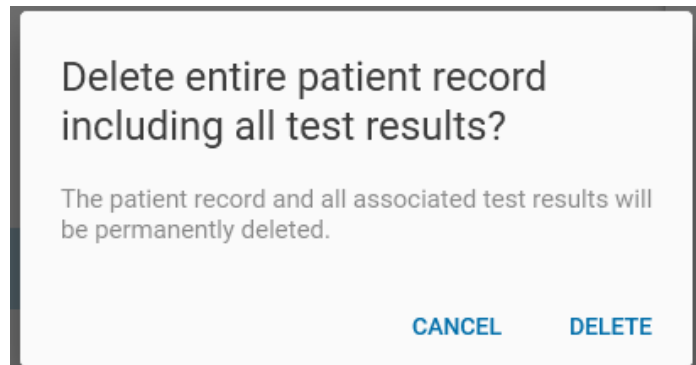 Delete entire patient record
including all test results?
The patient record and all associated test results will
be permanently deleted.
CANCEL DELETE